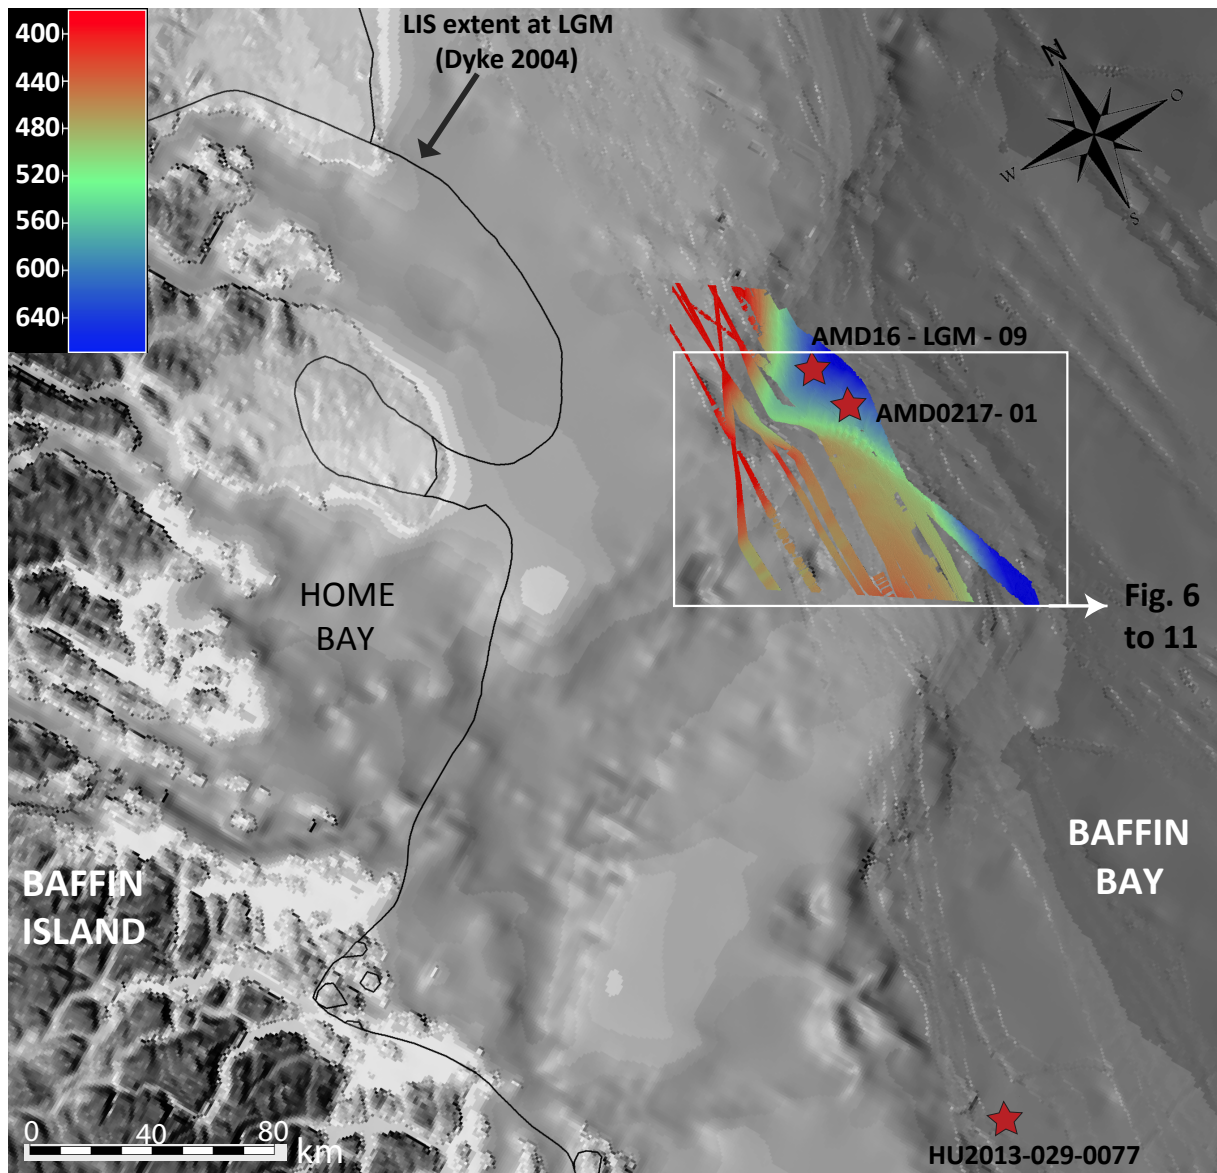 400
440
480
520
560
600
640
LIS extent at LGM
(Dyke 2004)
N
O
W
S
AMD16 - LGM - 09
AMD0217- 01
Fig. 6
to 11
HOME
BAY
BAFFIN
BAY
BAFFIN
ISLAND
0 40 80
km
HU2013-029-0077